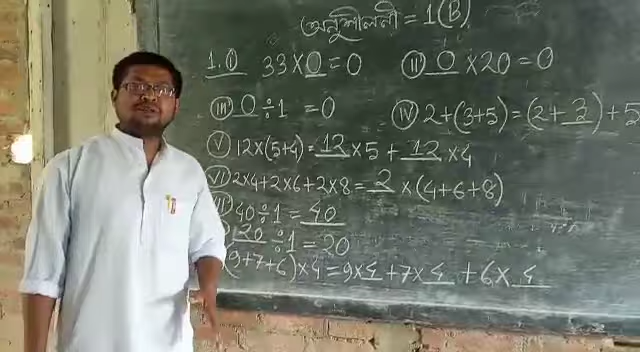 অনুশীলনী = 1(B)
1. i 33 × 0 = 0 ii 0 × 20 = 0
iii 0 ÷ 1 = 0 iv 2 + (3+5) = (2 + 3) + 5
v 12 × (5+4) = 12 × 5 + 12 × 4
vi 2×4 + 2×6 + 2×8 = 2 × (4+6+8)
40 ÷ 1 = 40
20 ÷ 1 = 20
(9+7+6) × 4 = 9 × 4 + 7 × 4 + 6 × 4